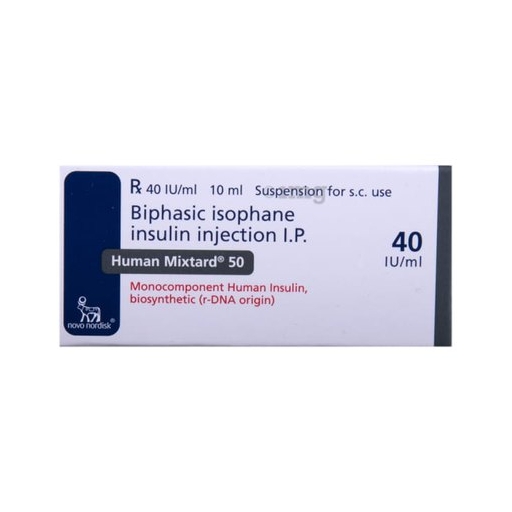 Rx 40 IU/ml 10 ml Suspension for s.c. use
Biphasic isophane
insulin injection I.P.
Human Mixtard® 50
40
IU/ml
Monocomponent Human Insulin,
biosynthetic (r-DNA origin)
novo nordisk®